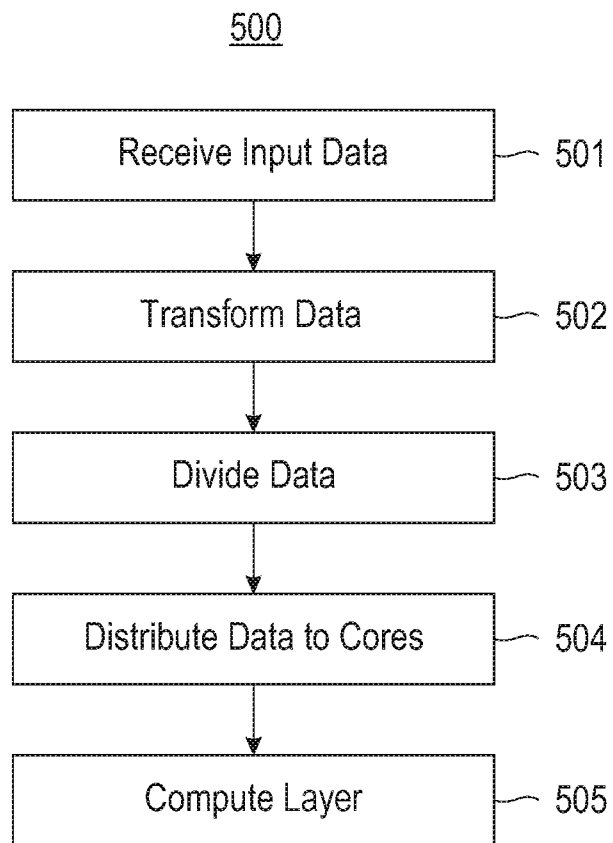 500
Receive Input Data 501
Transform Data 502
Divide Data 503
Distribute Data to Cores 504
Compute Layer 505